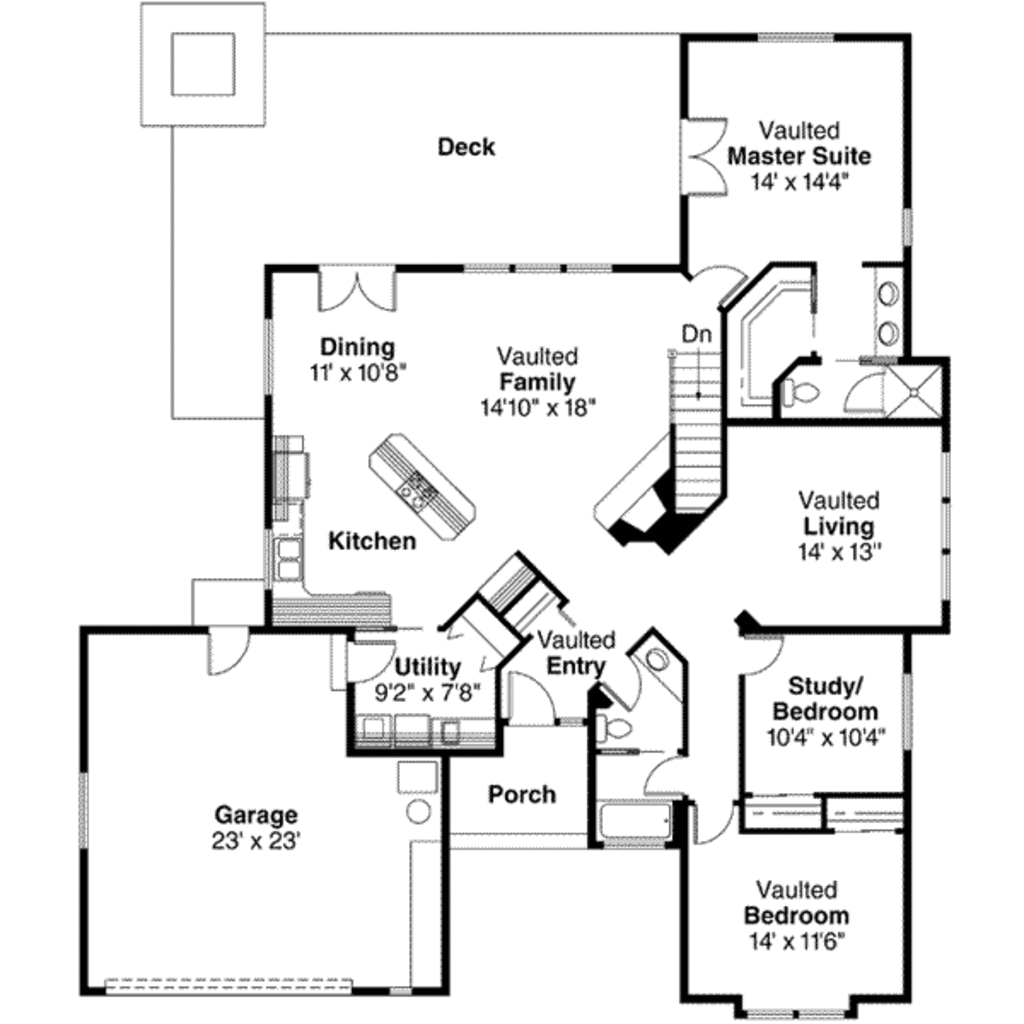 Deck
Vaulted
Master Suite
14' x 14'4"
Dining
11' x 10'8"
Vaulted
Family
14'10" x 18"
Dn
Kitchen
Vaulted
Living
14' x 13"
Vaulted
Entry
Utility
9'2" x 7'8"
Study/
Bedroom
10'4" x 10'4"
Porch
Garage
23' x 23'
Vaulted
Bedroom
14' x 11'6"